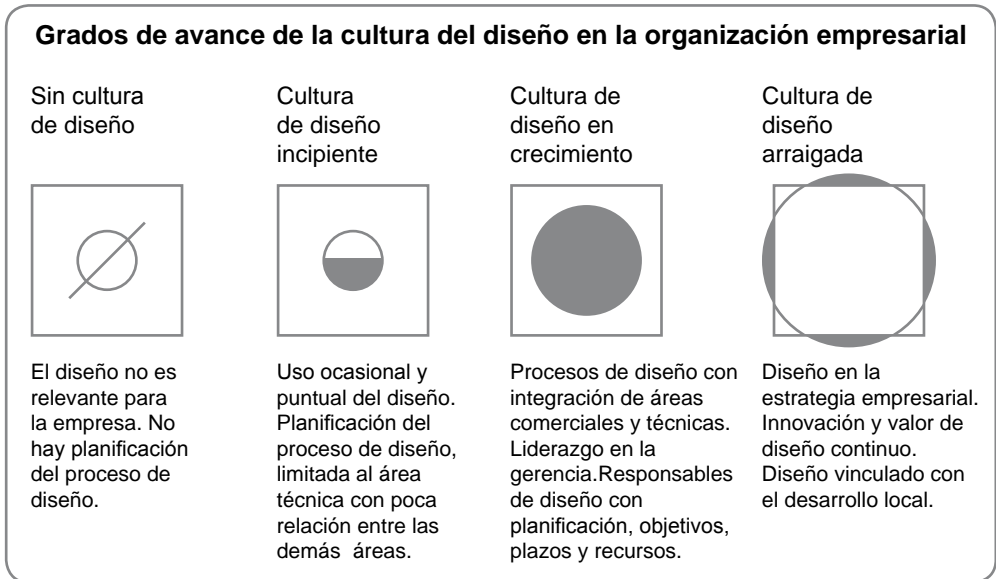 Grados de avance de la cultura del diseño en la organización empresarial
Sin cultura
de diseño
Cultura
de diseño
incipiente
Cultura de
diseño en
crecimiento
Cultura de
diseño
arraigada
El diseño no es
relevante para
la empresa. No
hay planificación
del proceso de
diseño.
Uso ocasional y
puntual del diseño.
Planificación del
proceso de diseño,
limitada al área
técnica con poca
relación entre las
demás áreas.
Procesos de diseño con
integración de áreas
comerciales y técnicas.
Liderazgo en la
gerencia.Responsables
de diseño con
planificación, objetivos,
plazos y recursos.
Diseño en la
estrategia empresarial.
Innovación y valor de
diseño continuo.
Diseño vinculado con
el desarrollo local.